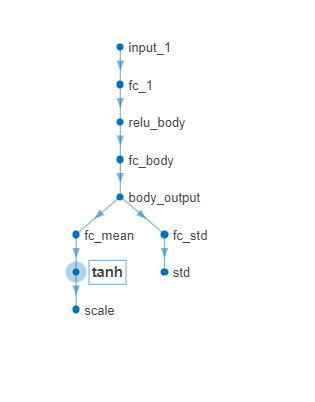 input_1
fc_1
relu_body
fc_body
body_output
fc_mean
fc_std
tanh
std
scale